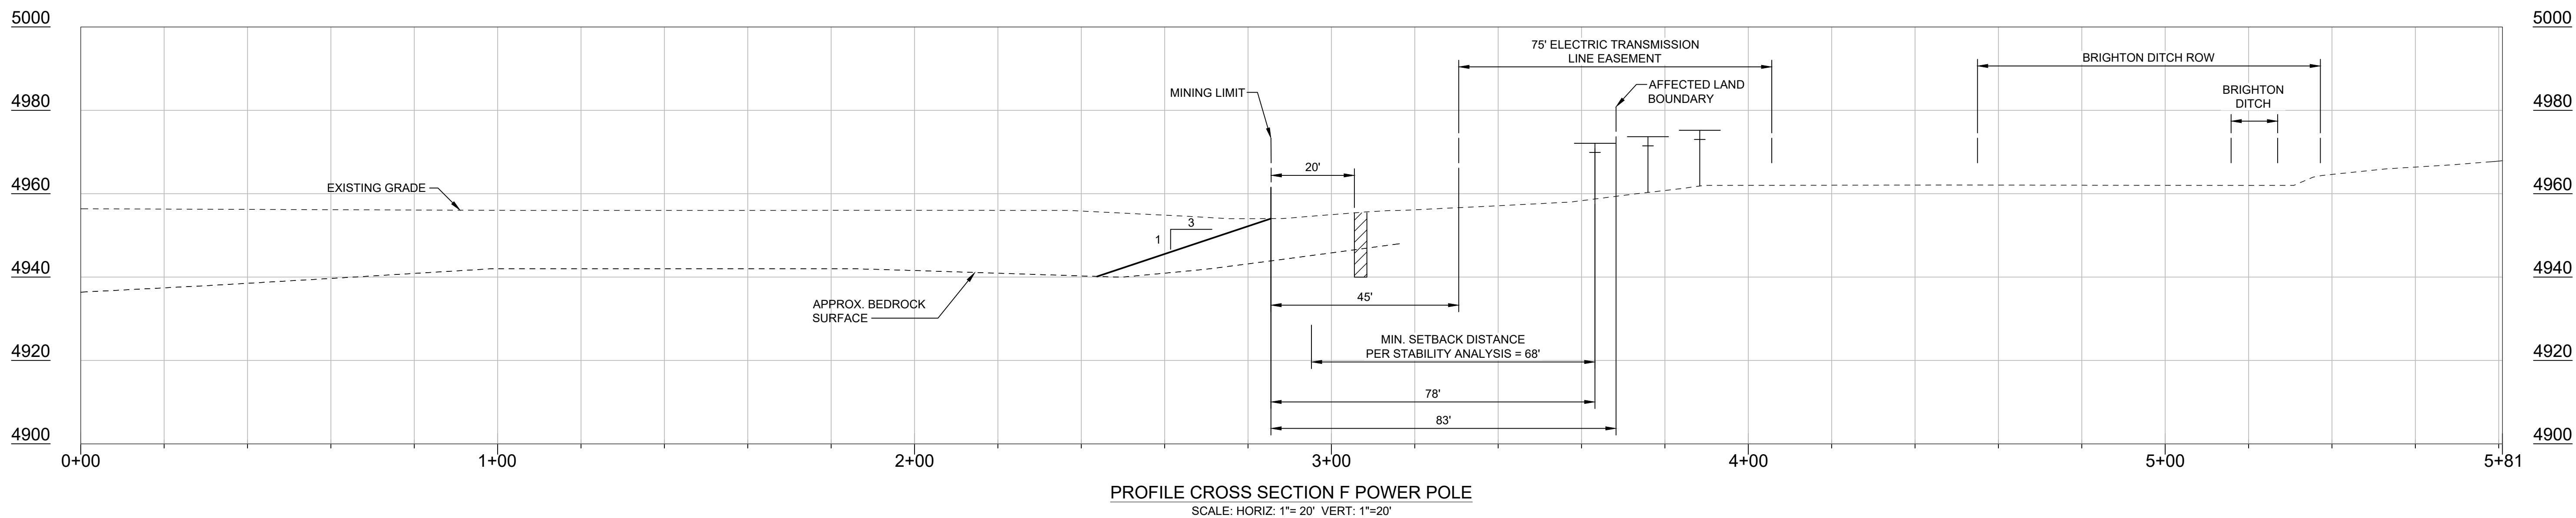 5000
5000
75' ELECTRIC TRANSMISSION
LINE EASEMENT
BRIGHTON DITCH ROW
MINING LIMIT
AFFECTED LAND
BOUNDARY
BRIGHTON
DITCH
4980
4980
20'
EXISTING GRADE
4960
4960
3
1
4940
4940
APPROX. BEDROCK
SURFACE
45'
MIN. SETBACK DISTANCE
PER STABILITY ANALYSIS = 68'
4920
4920
78'
83'
4900
4900
0+00
1+00
2+00
3+00
4+00
5+00
5+81
PROFILE CROSS SECTION F POWER POLE
SCALE: HORIZ: 1"= 20' VERT: 1"=20'